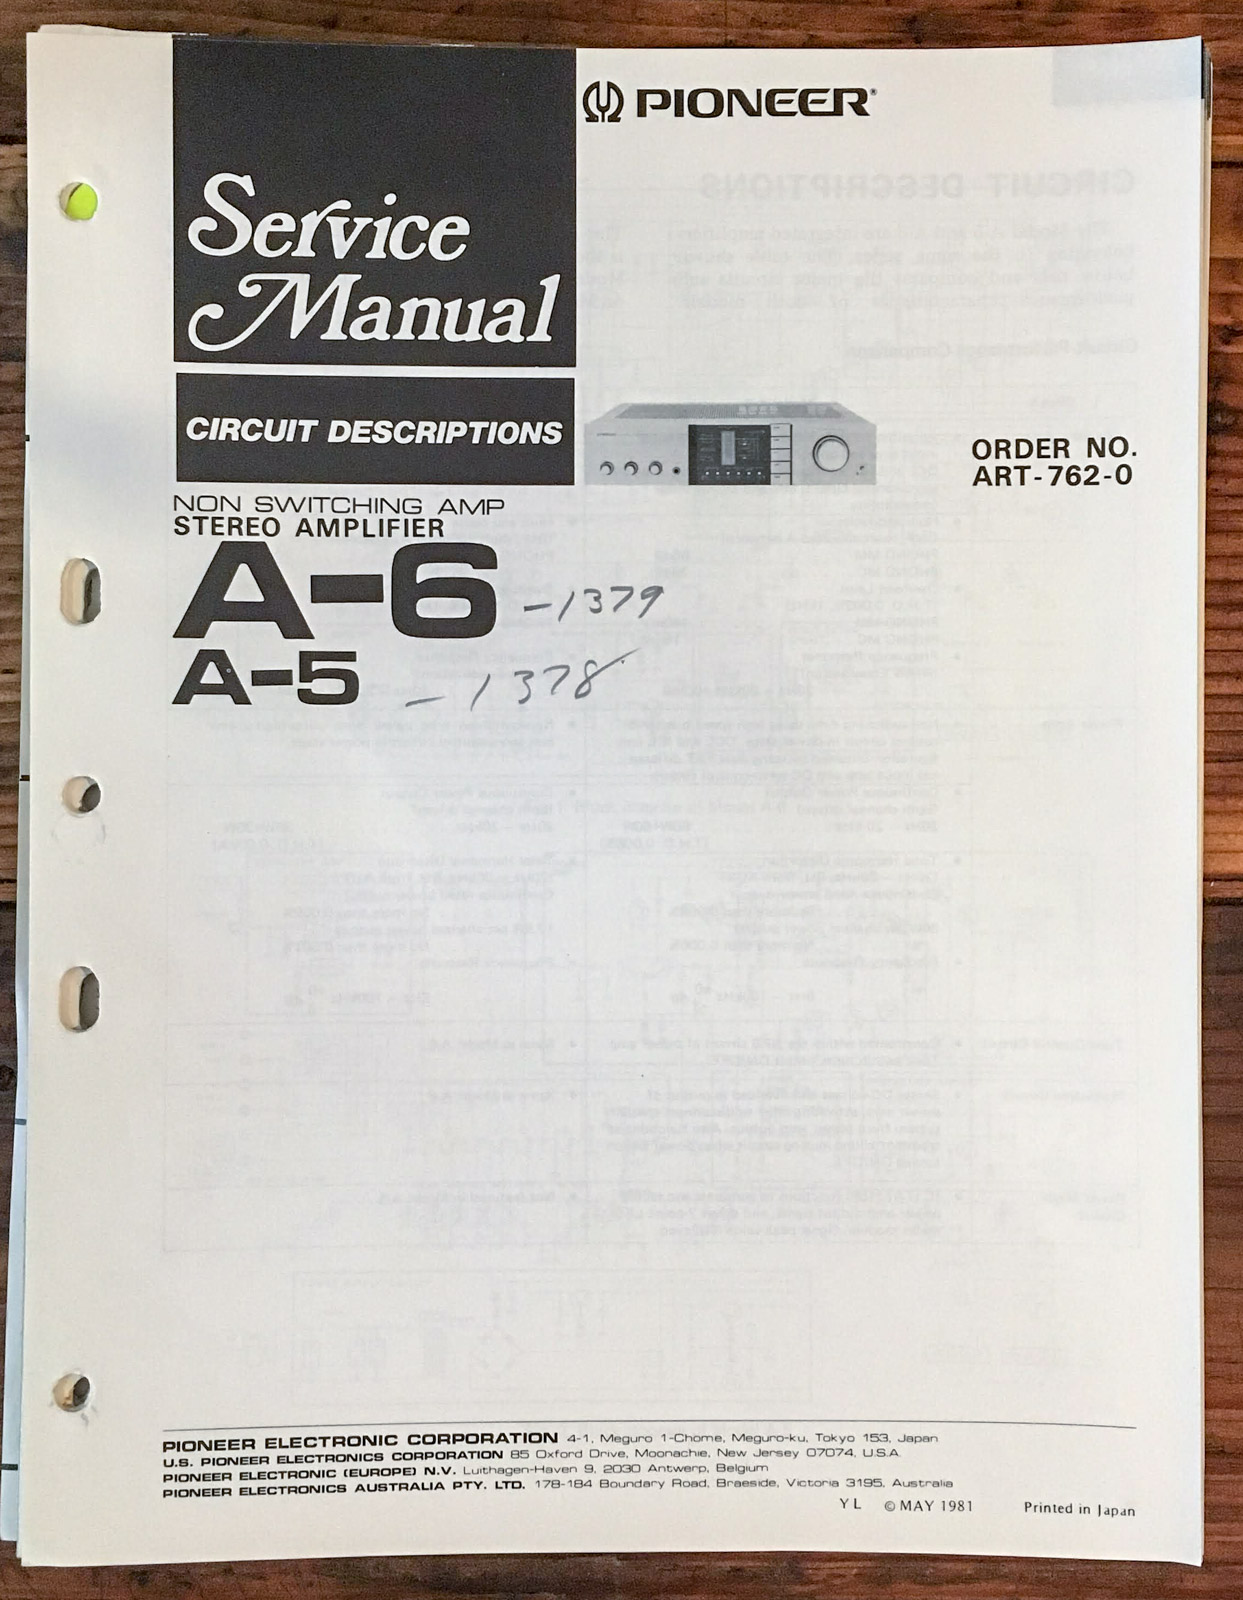 PIONEER®
Service
Manual
CIRCUIT DESCRIPTIONS
ORDER NO.
ART-762-0
NON SWITCHING AMP
STEREO AMPLIFIER
A-6 -1379
A-5 -1378
PIONEER ELECTRONIC CORPORATION 4-1, Meguro 1-Chome, Meguro-ku, Tokyo 153, Japan
U.S. PIONEER ELECTRONICS CORPORATION 85 Oxford Drive, Moonachie, New Jersey 07074, U.S.A.
PIONEER ELECTRONIC (EUROPE) N.V. Luithagen-Haven 9, 2030 Antwerp, Belgium
PIONEER ELECTRONICS AUSTRALIA PTY. LTD. 178-184 Boundary Road, Braeside, Victoria 3195, Australia
YL © MAY 1981 Printed in Japan